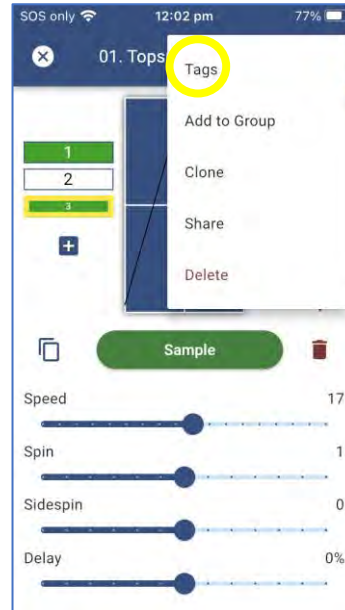 SOS only 12:02 pm 77%
01. Tops
Tags
Add to Group
Clone
Share
Delete
1
2
3
Sample
Speed 17
Spin 1
Sidespin 0
Delay 0%